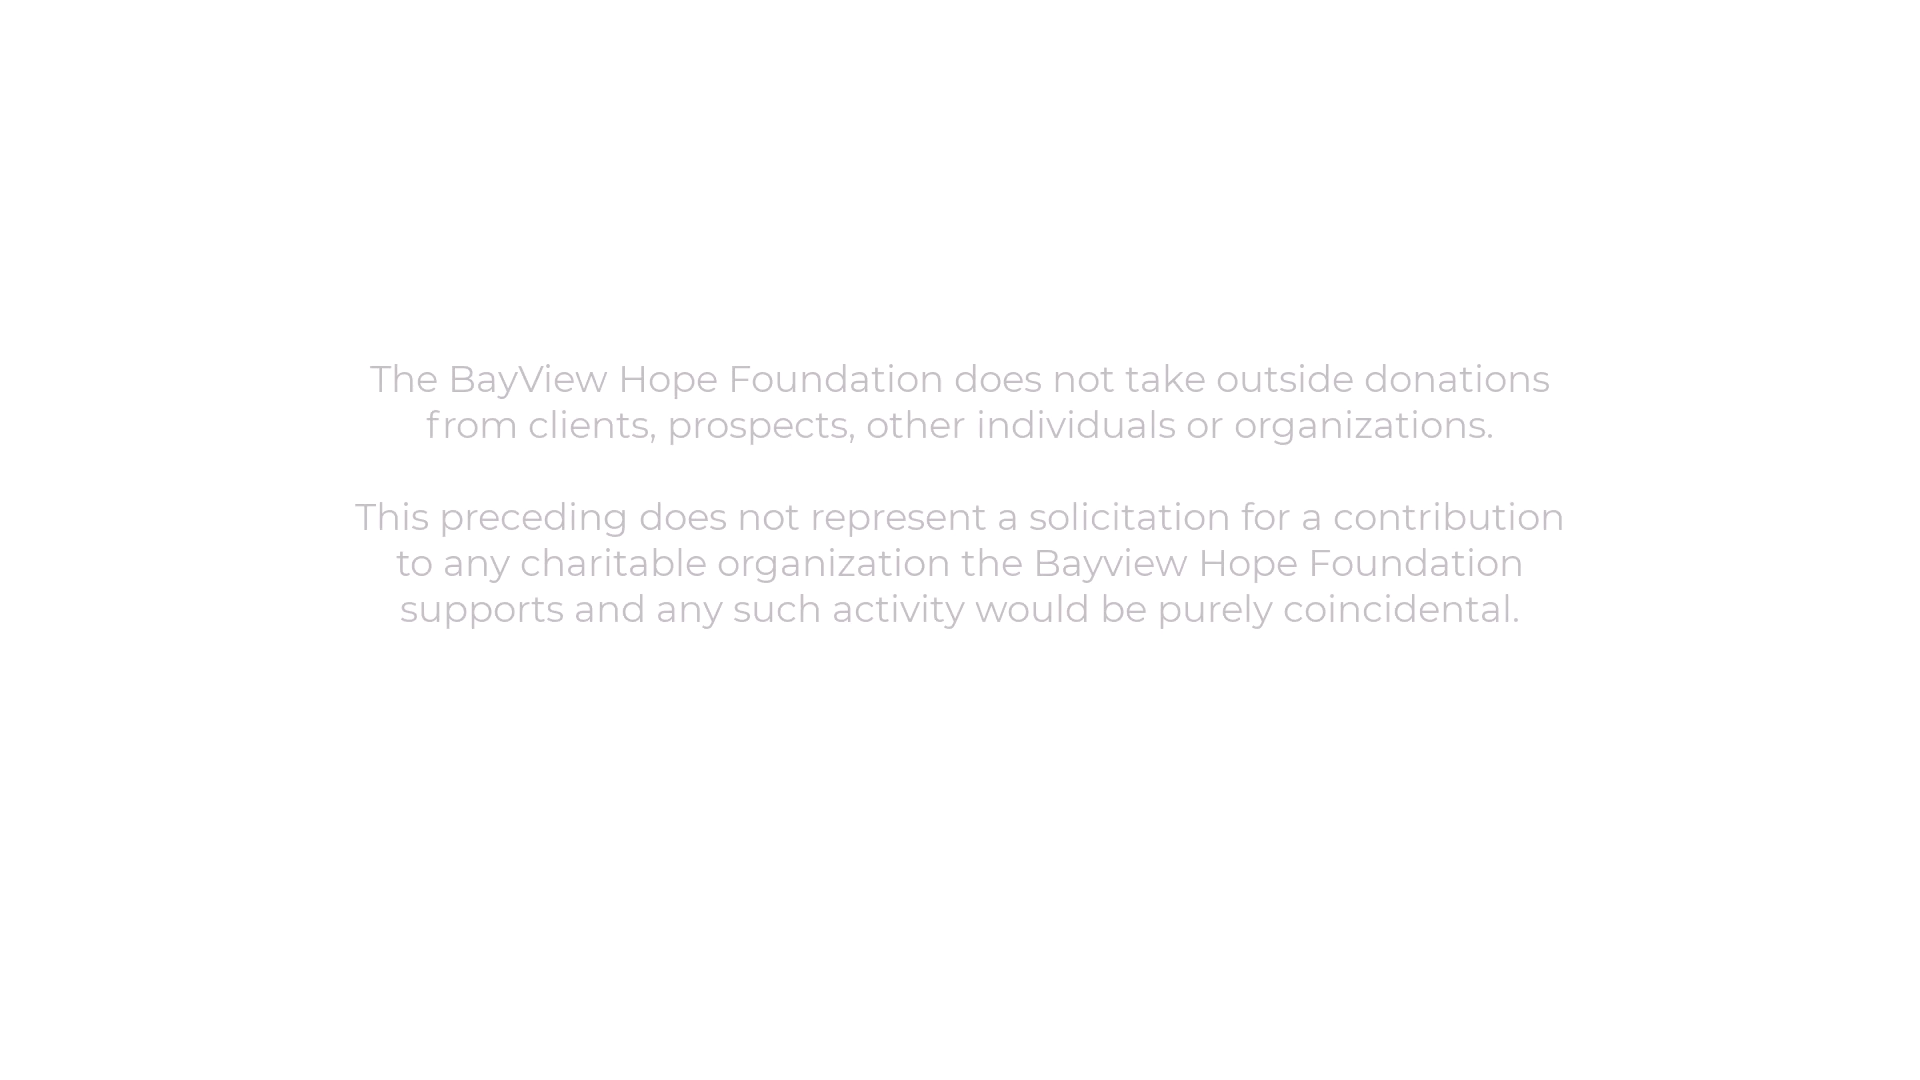 The BayView Hope Foundation does not take outside donations
from clients, prospects, other individuals or organizations.
This preceding does not represent a solicitation for a contribution
to any charitable organization the Bayview Hope Foundation
supports and any such activity would be purely coincidental.